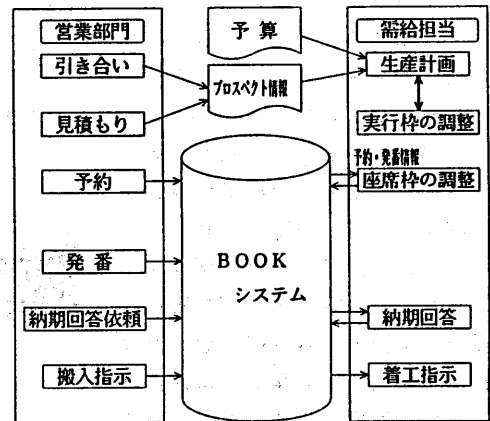 営業部門
引き合い
見積もり
予約
発番
納期回答依頼
搬入指示
予算
プロスペクト情報
BOOK
システム
需給担当
生産計画
実行枠の調整
予約・発番情報
座席枠の調整
納期回答
着工指示